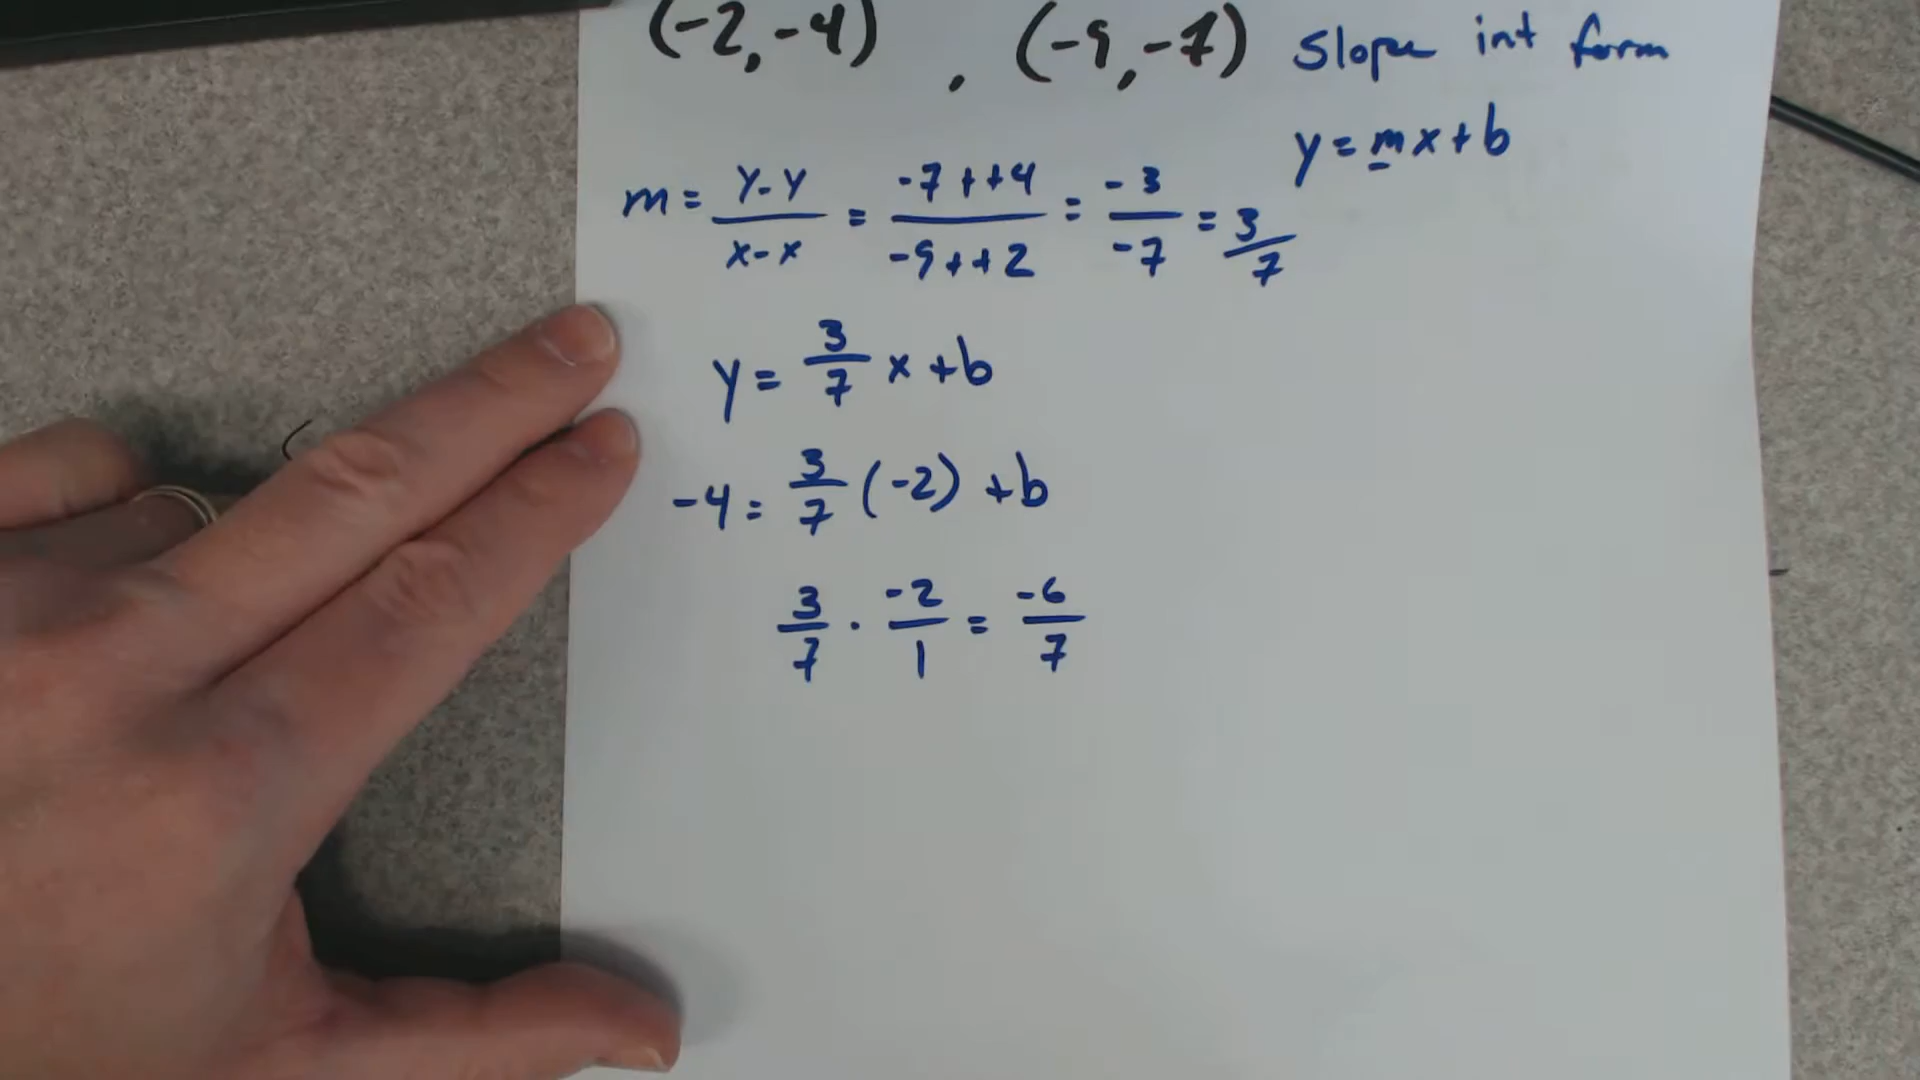 (-2,-4) , (-9,-7) Slope int form
y=mx+b
m= y-y/x-x = -7++4/-9++2 = -3/-7 = 3/7
y= 3/7 x+b
-4= 3/7 (-2) +b
3/7 · -2/1 = -6/7